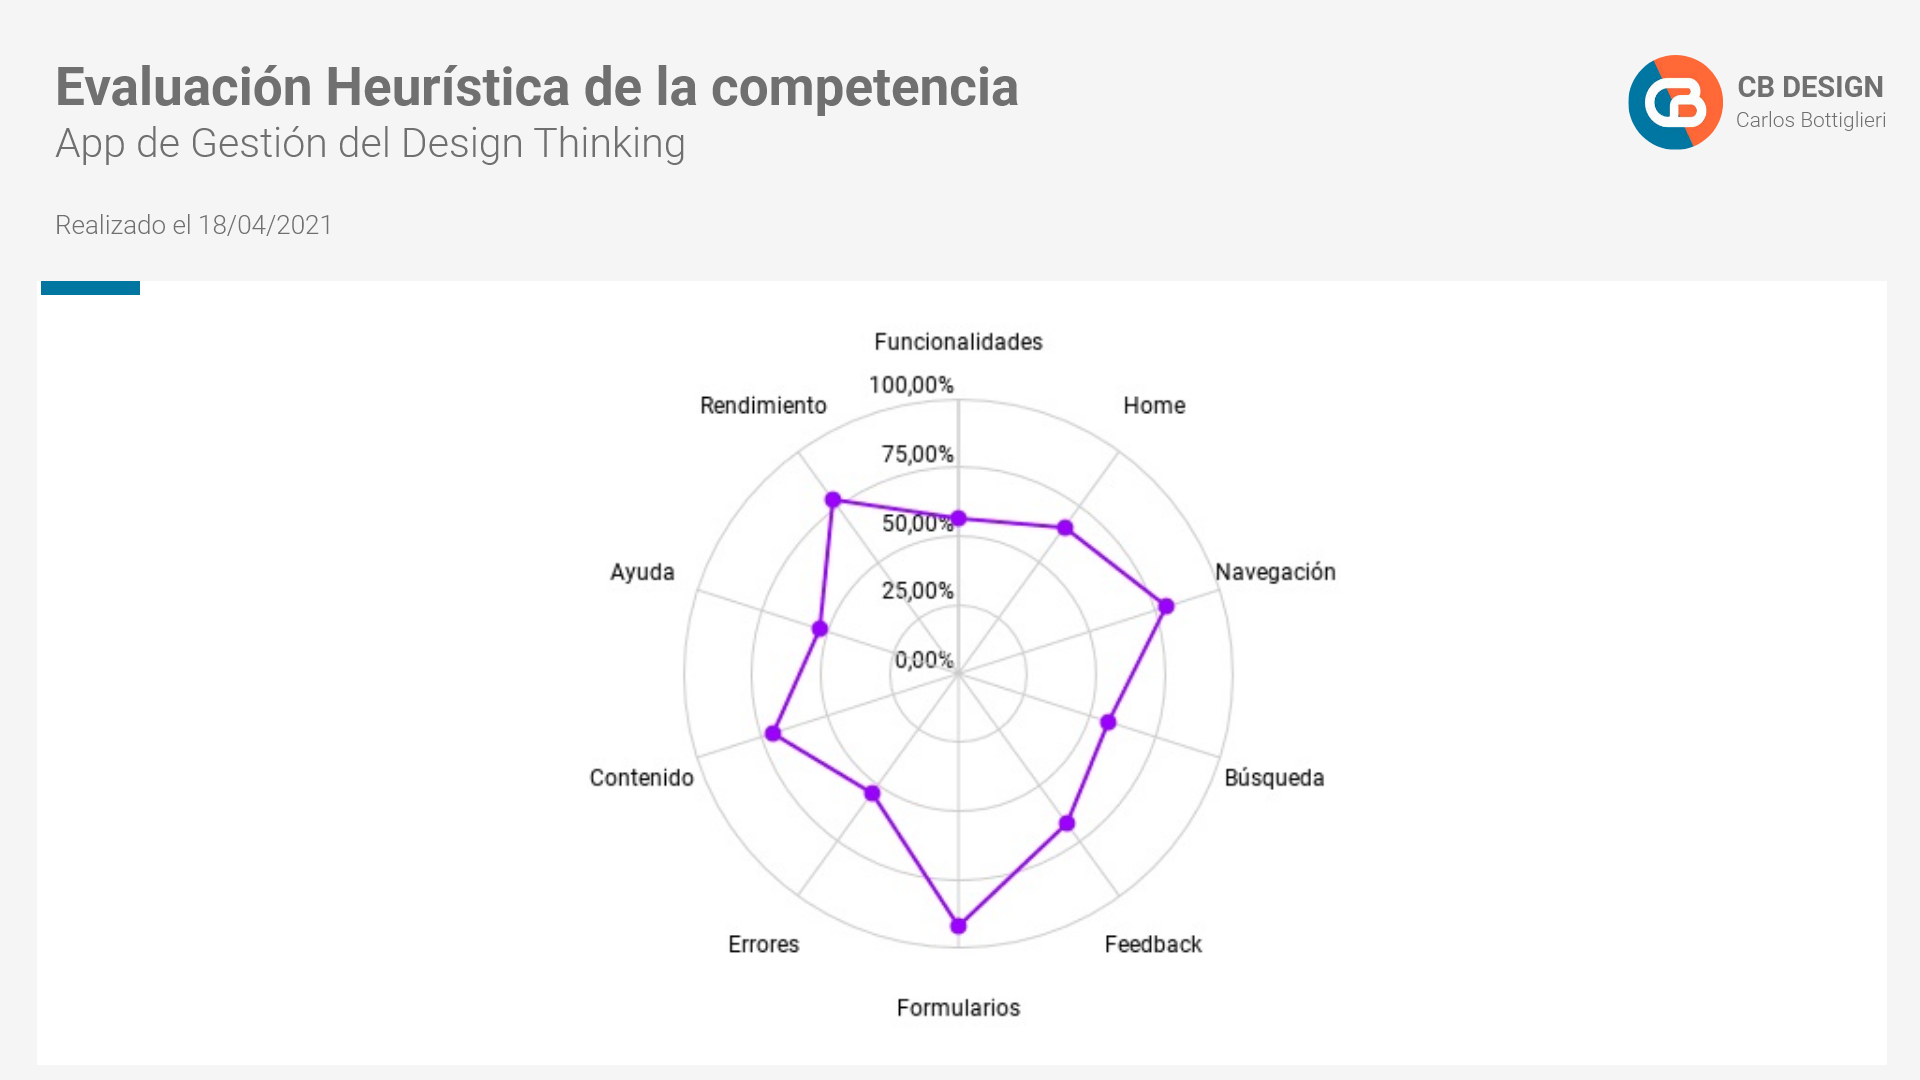 Evaluación Heurística de la competencia
App de Gestión del Design Thinking
Realizado el 18/04/2021
CB DESIGN
Carlos Bottiglieri
Funcionalidades
100,00%
Rendimiento
Home
75,00%
50,00%
Ayuda
Navegación
25,00%
0,00%
Contenido
Búsqueda
Errores
Feedback
Formularios